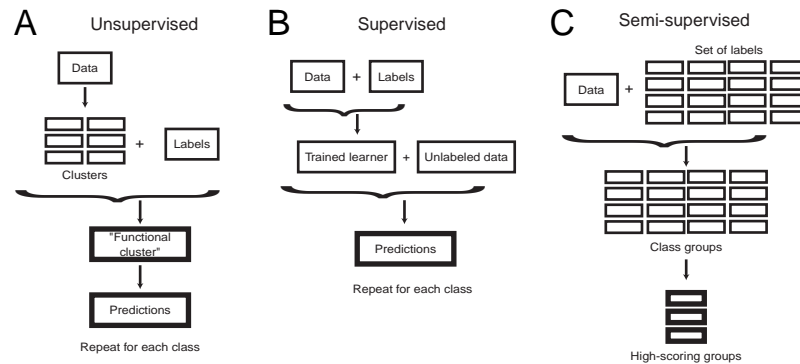 A Unsupervised
Data
+ Labels
Clusters
"Functional
cluster"
Predictions
Repeat for each class
B Supervised
Data + Labels
Trained learner + Unlabeled data
Predictions
Repeat for each class
C Semi-supervised
Set of labels
Data +
Class groups
High-scoring groups